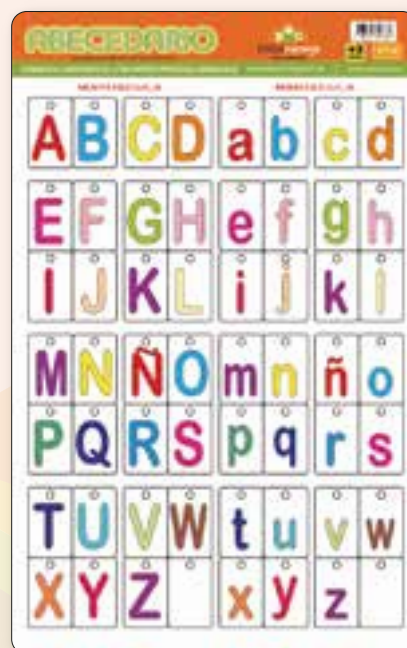 ABECEDARIO
A B C D a b c d
E F G H e f g h
I J K L i j k l
M N Ñ O m n ñ o
P Q R S p q r s
T U V W t u v w
X Y Z x y z